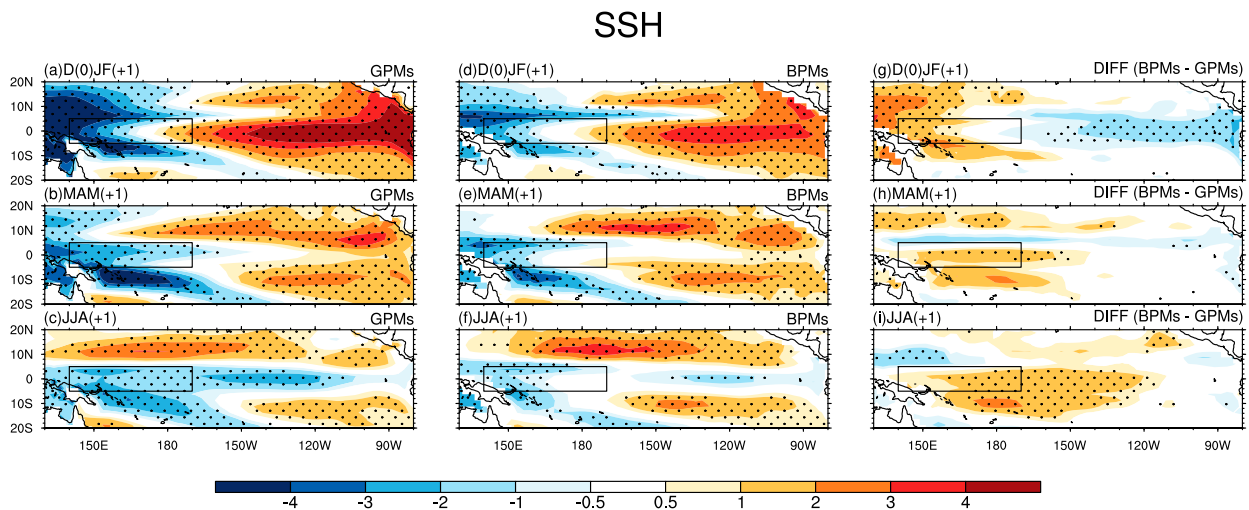 SSH
(a)D(0)JF(+1) GPMs (d)D(0)JF(+1) BPMs (g)D(0)JF(+1) DIFF (BPMs - GPMs)
20N
10N
0
10S
20S
(b)MAM(+1) GPMs (e)MAM(+1) BPMs (h)MAM(+1) DIFF (BPMs - GPMs)
20N
10N
0
10S
20S
(c)JJA(+1) GPMs (f)JJA(+1) BPMs (i)JJA(+1) DIFF (BPMs - GPMs)
20N
10N
0
10S
20S
150E 180 150W 120W 90W 150E 180 150W 120W 90W 150E 180 150W 120W 90W
-4 -3 -2 -1 -0.5 0.5 1 2 3 4